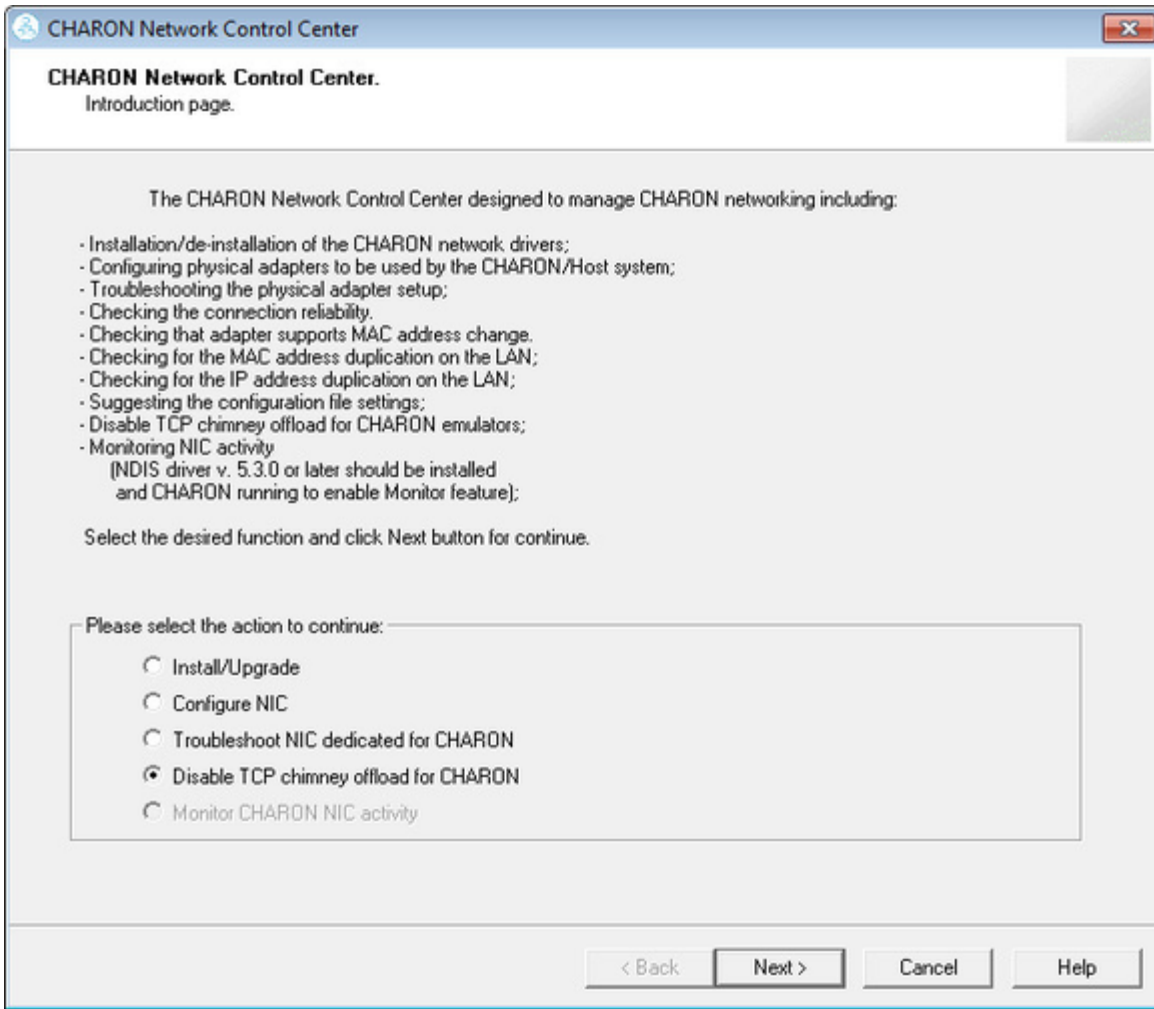 CHARON Network Control Center
CHARON Network Control Center.
Introduction page.
The CHARON Network Control Center designed to manage CHARON networking including:
- Installation/de-installation of the CHARON network drivers;
- Configuring physical adapters to be used by the CHARON/Host system;
- Troubleshooting the physical adapter setup;
- Checking the connection reliability.
- Checking that adapter supports MAC address change.
- Checking for the MAC address duplication on the LAN;
- Checking for the IP address duplication on the LAN;
- Suggesting the configuration file settings;
- Disable TCP chimney offload for CHARON emulators;
- Monitoring NIC activity
(NDIS driver v. 5.3.0 or later should be installed
and CHARON running to enable Monitor feature);
Select the desired function and click Next button for continue.
Please select the action to continue:
Install/Upgrade
Configure NIC
Troubleshoot NIC dedicated for CHARON
Disable TCP chimney offload for CHARON
Monitor CHARON NIC activity
< Back
Next >
Cancel
Help